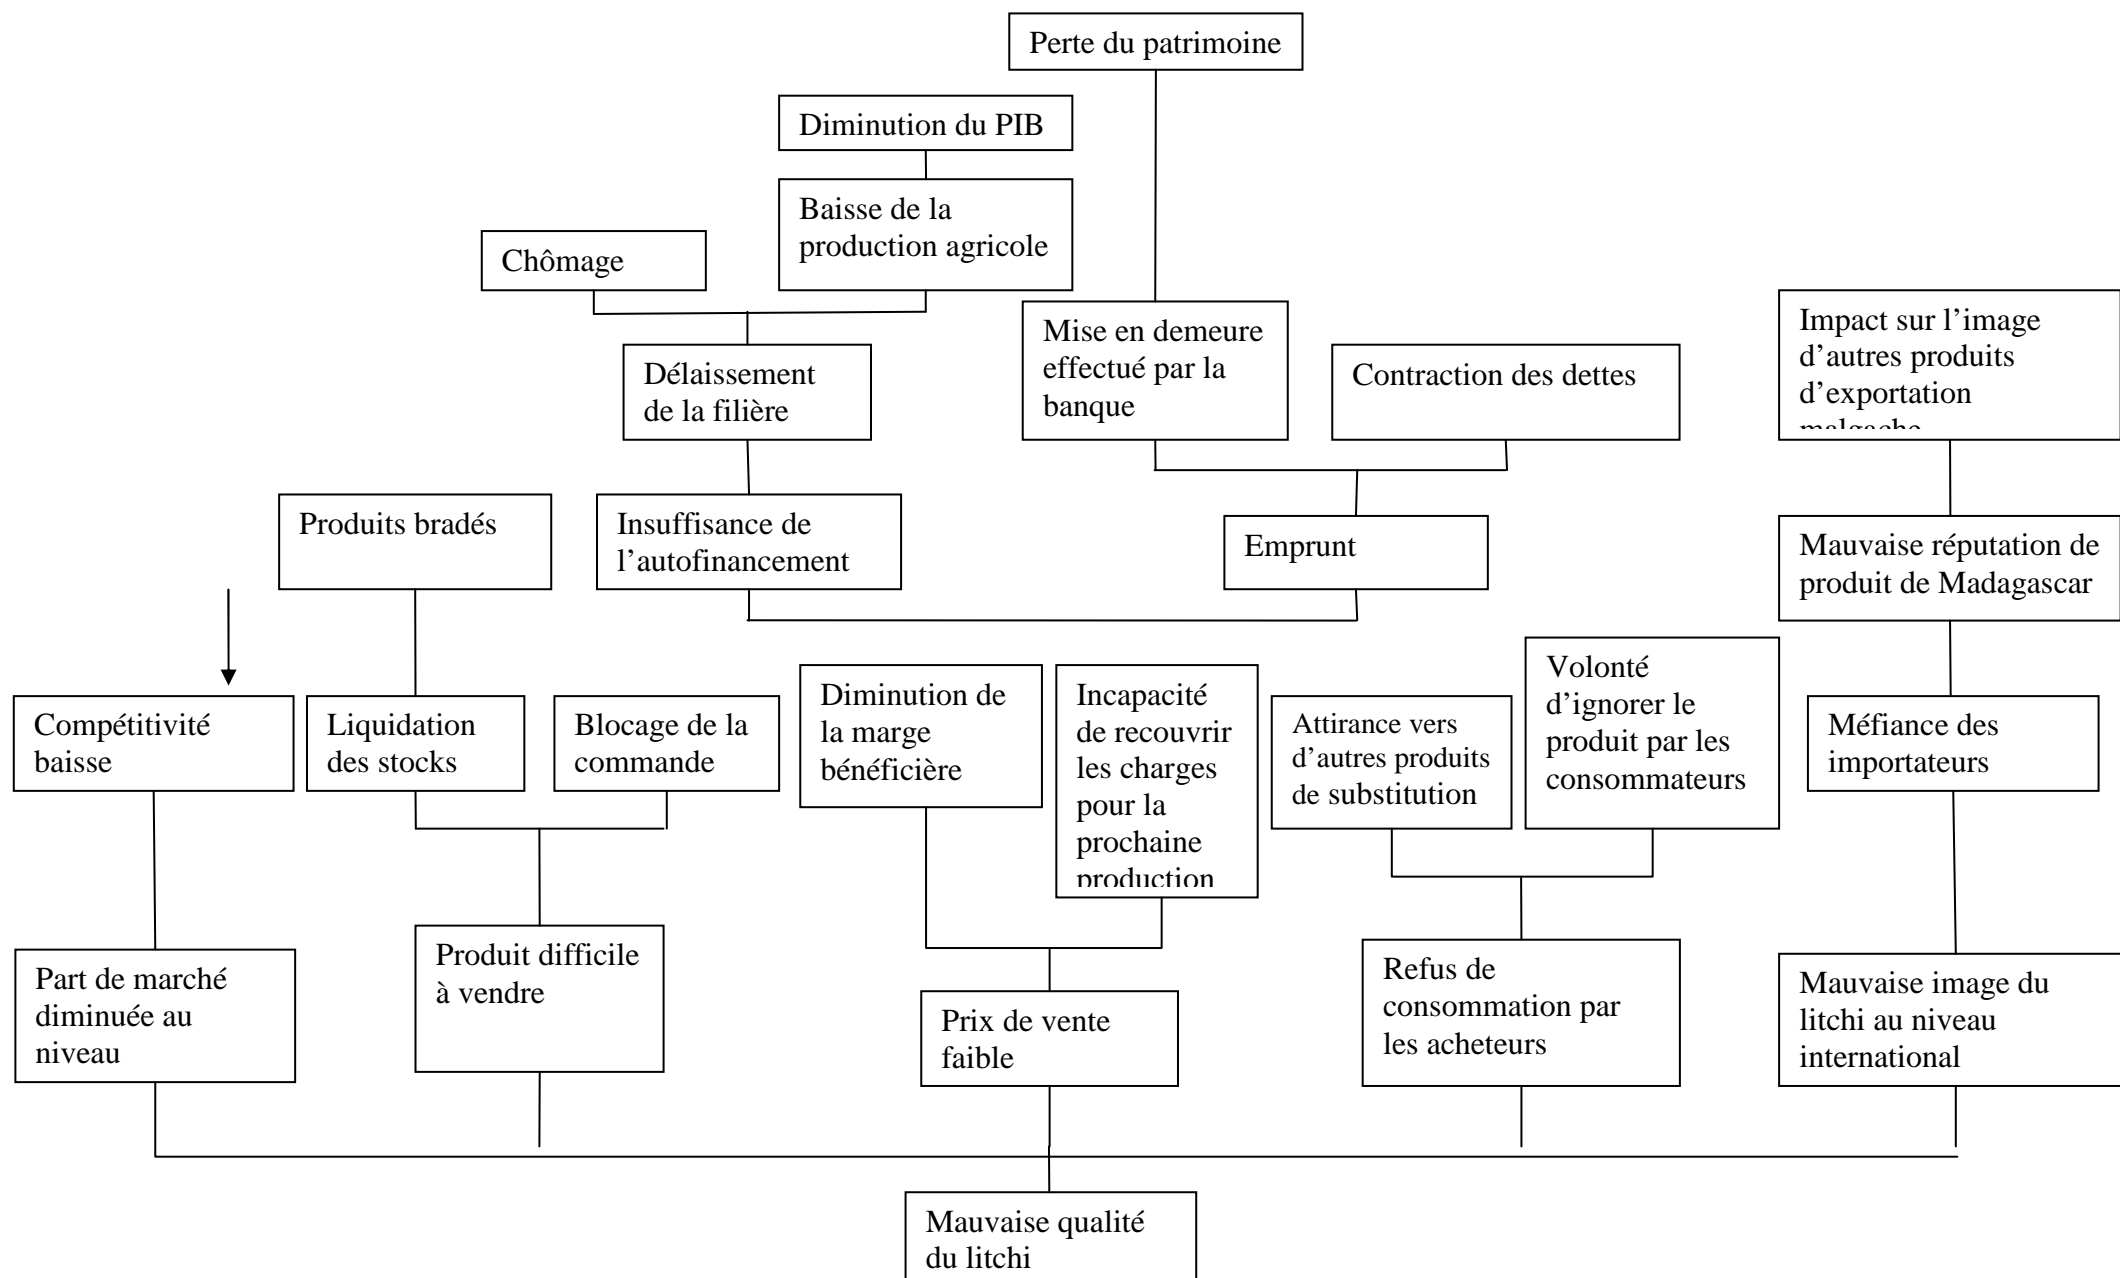 Perte du patrimoine
Diminution du PIB
Baisse de la
production agricole
Chômage
Mise en demeure
effectué par la
banque
Impact sur l’image
d’autres produits
d’exportation
malgache
Délaissement
de la filière
Contraction des dettes
Produits bradés
Insuffisance de
l’autofinancement
Emprunt
Mauvaise réputation de
produit de Madagascar
Compétitivité
baisse
Liquidation
des stocks
Blocage de la
commande
Diminution de
la marge
bénéficière
Incapacité
de recouvrir
les charges
pour la
prochaine
production
Attirance vers
d’autres produits
de substitution
Volonté
d’ignorer le
produit par les
consommateurs
Méfiance des
importateurs
Part de marché
diminuée au
niveau
Produit difficile
à vendre
Prix de vente
faible
Refus de
consommation par
les acheteurs
Mauvaise image du
litchi au niveau
international
Mauvaise qualité
du litchi